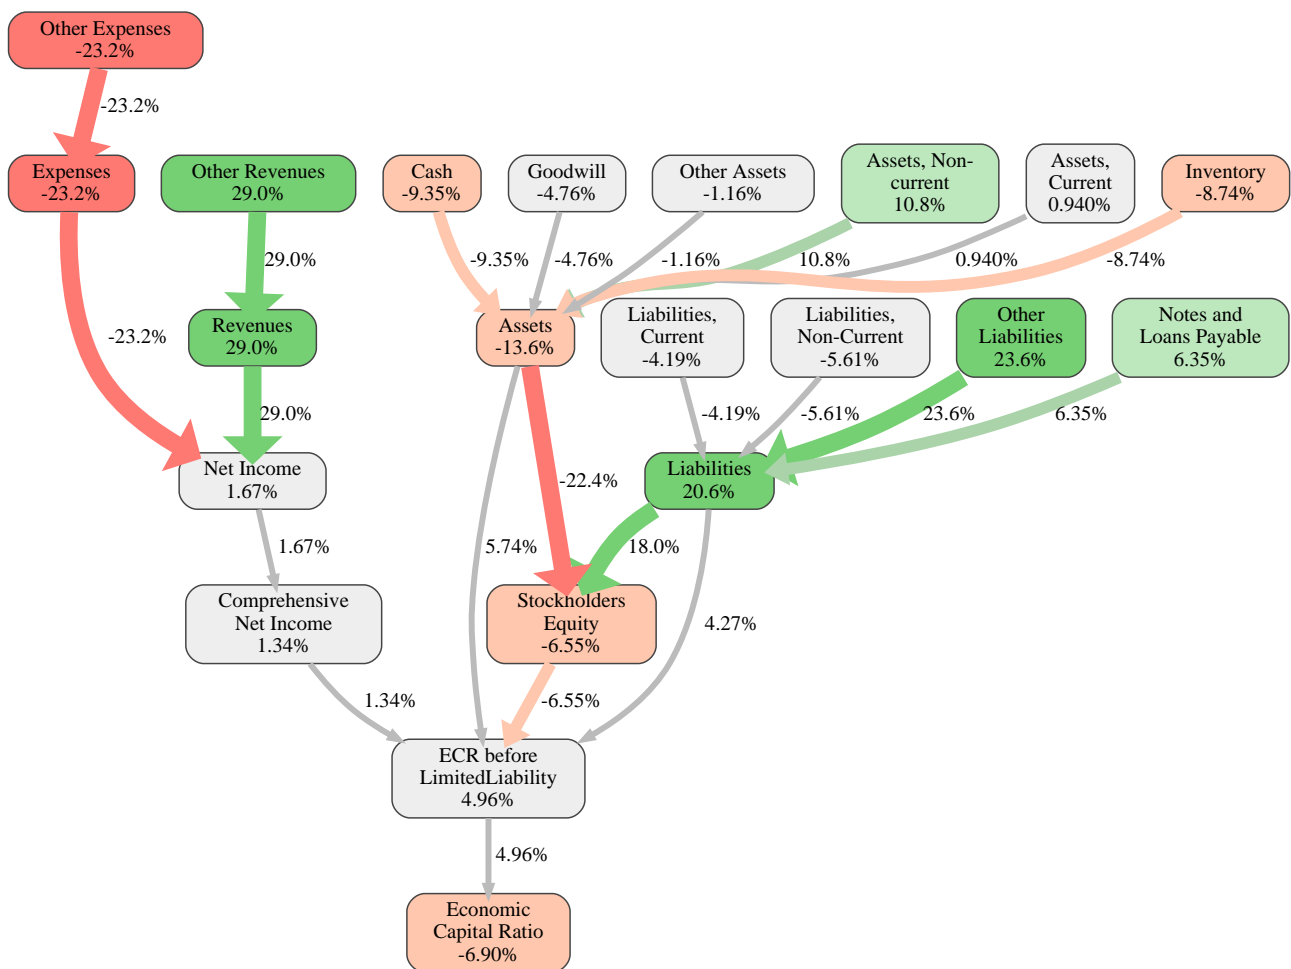 Other Expenses
-23.2%
-23.2%
Expenses
-23.2%
Other Revenues
29.0%
Cash
-9.35%
Goodwill
-4.76%
Other Assets
-1.16%
Assets, Non-
current
10.8%
Assets,
Current
0.940%
Inventory
-8.74%
29.0%
-9.35%
-4.76%
-1.16%
10.8%
0.940%
-8.74%
-23.2%
Revenues
29.0%
Assets
-13.6%
Liabilities,
Current
-4.19%
Liabilities,
Non-Current
-5.61%
Other
Liabilities
23.6%
Notes and
Loans Payable
6.35%
29.0%
-4.19%
-5.61%
23.6%
6.35%
Net Income
1.67%
-22.4%
Liabilities
20.6%
1.67%
5.74%
18.0%
Comprehensive
Net Income
1.34%
Stockholders
Equity
-6.55%
4.27%
1.34%
-6.55%
ECR before
LimitedLiability
4.96%
4.96%
Economic
Capital Ratio
-6.90%